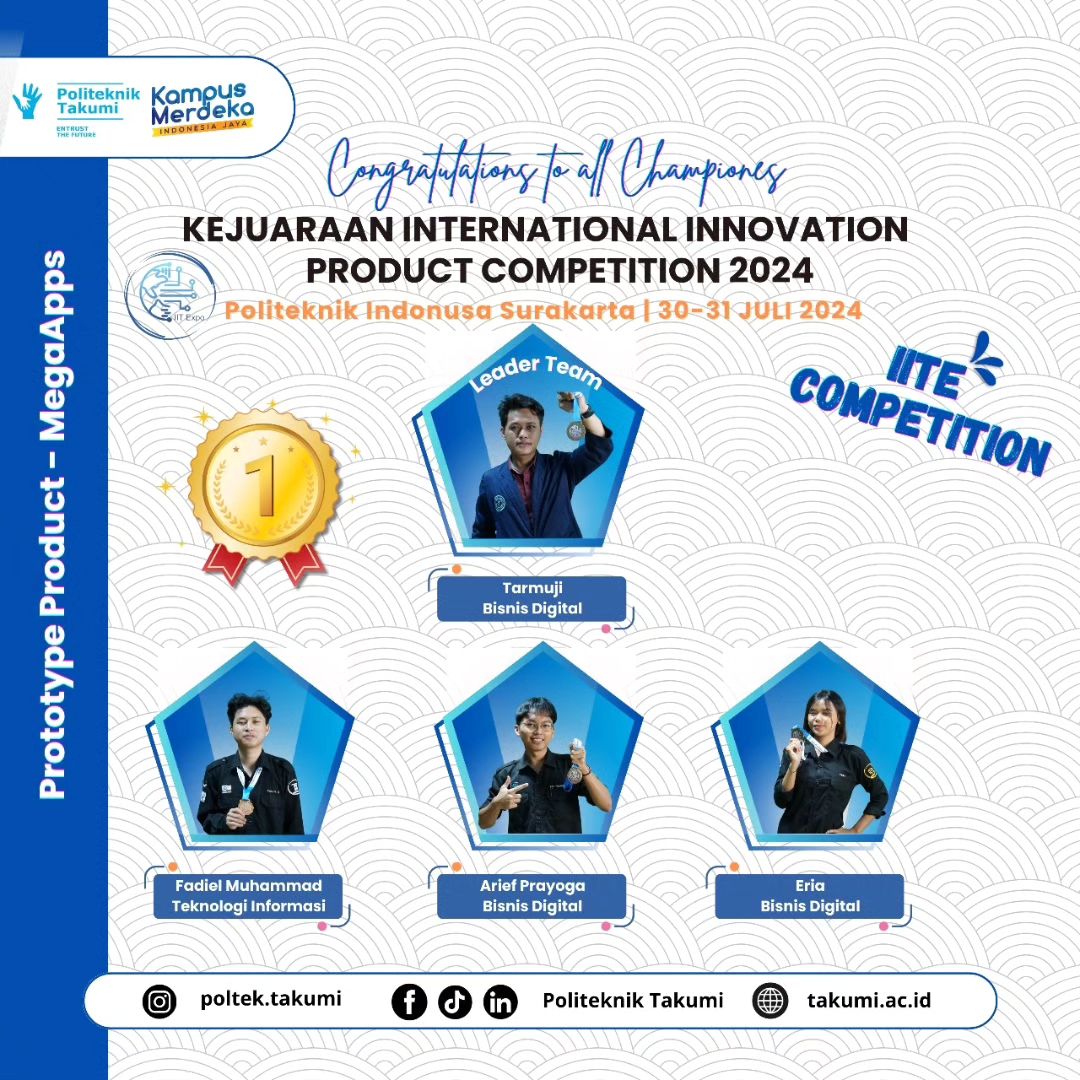 Politeknik
Takumi
ENTRUST
THE FUTURE
Kampus
Merdeka
INDONESIA JAYA
Congratulations to all Championes
KEJUARAAN INTERNATIONAL INNOVATION
PRODUCT COMPETITION 2024
IIT Expo
Politeknik Indonusa Surakarta | 30-31 JULI 2024
IITE
COMPETITION
Prototype Product - MegaApps
1
Leader Team
Tarmuji
Bisnis Digital
Fadiel Muhammad
Teknologi Informasi
Arief Prayoga
Bisnis Digital
Eria
Bisnis Digital
poltek.takumi
Politeknik Takumi
takumi.ac.id